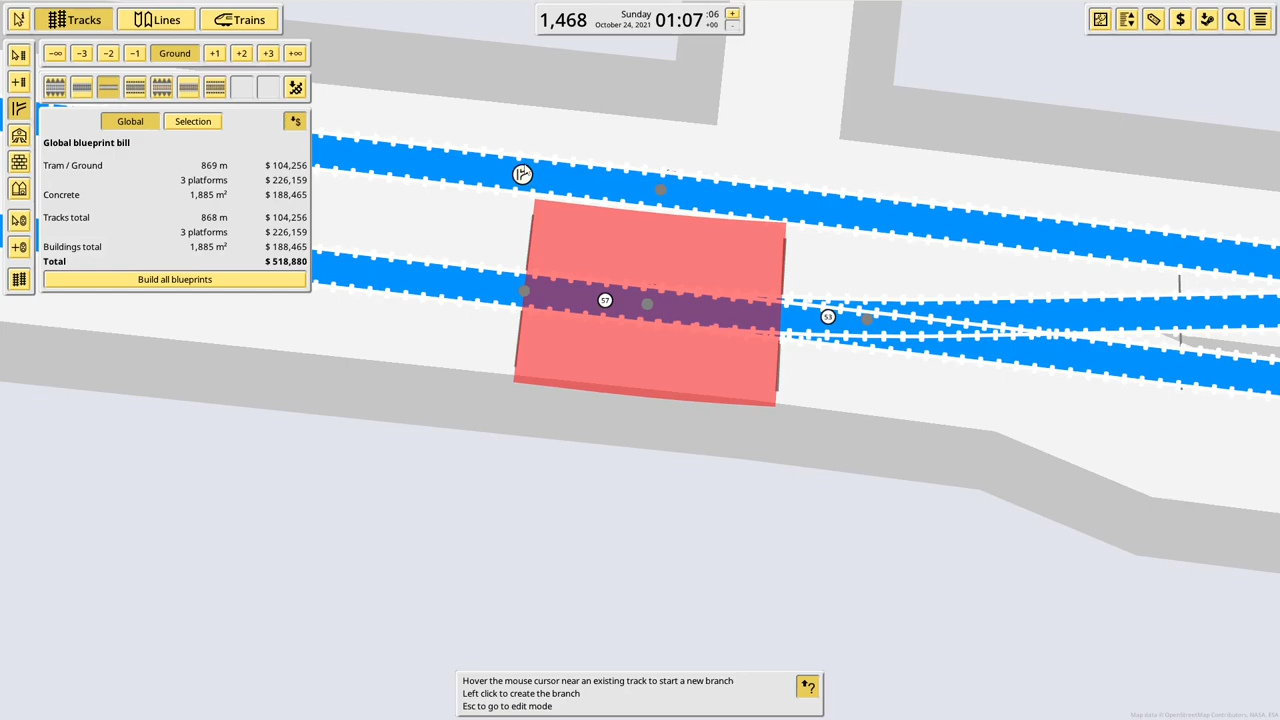 Tracks
Lines
Trains
1,468
Sunday
October 24, 2021
01:07
:06
+00
+
-
-∞
-3
-2
-1
Ground
+1
+2
+3
+∞
Global
Selection
Global blueprint bill
Tram / Ground 869 m $ 104,256
3 platforms $ 226,159
Concrete 1,885 m² $ 188,465
Tracks total 868 m $ 104,256
3 platforms $ 226,159
Buildings total 1,885 m² $ 188,465
Total $ 518,880
Build all blueprints
57
53
Hover the mouse cursor near an existing track to start a new branch
Left click to create the branch
Esc to go to edit mode
Map data © OpenStreetMap Contributors, NASA, ESA